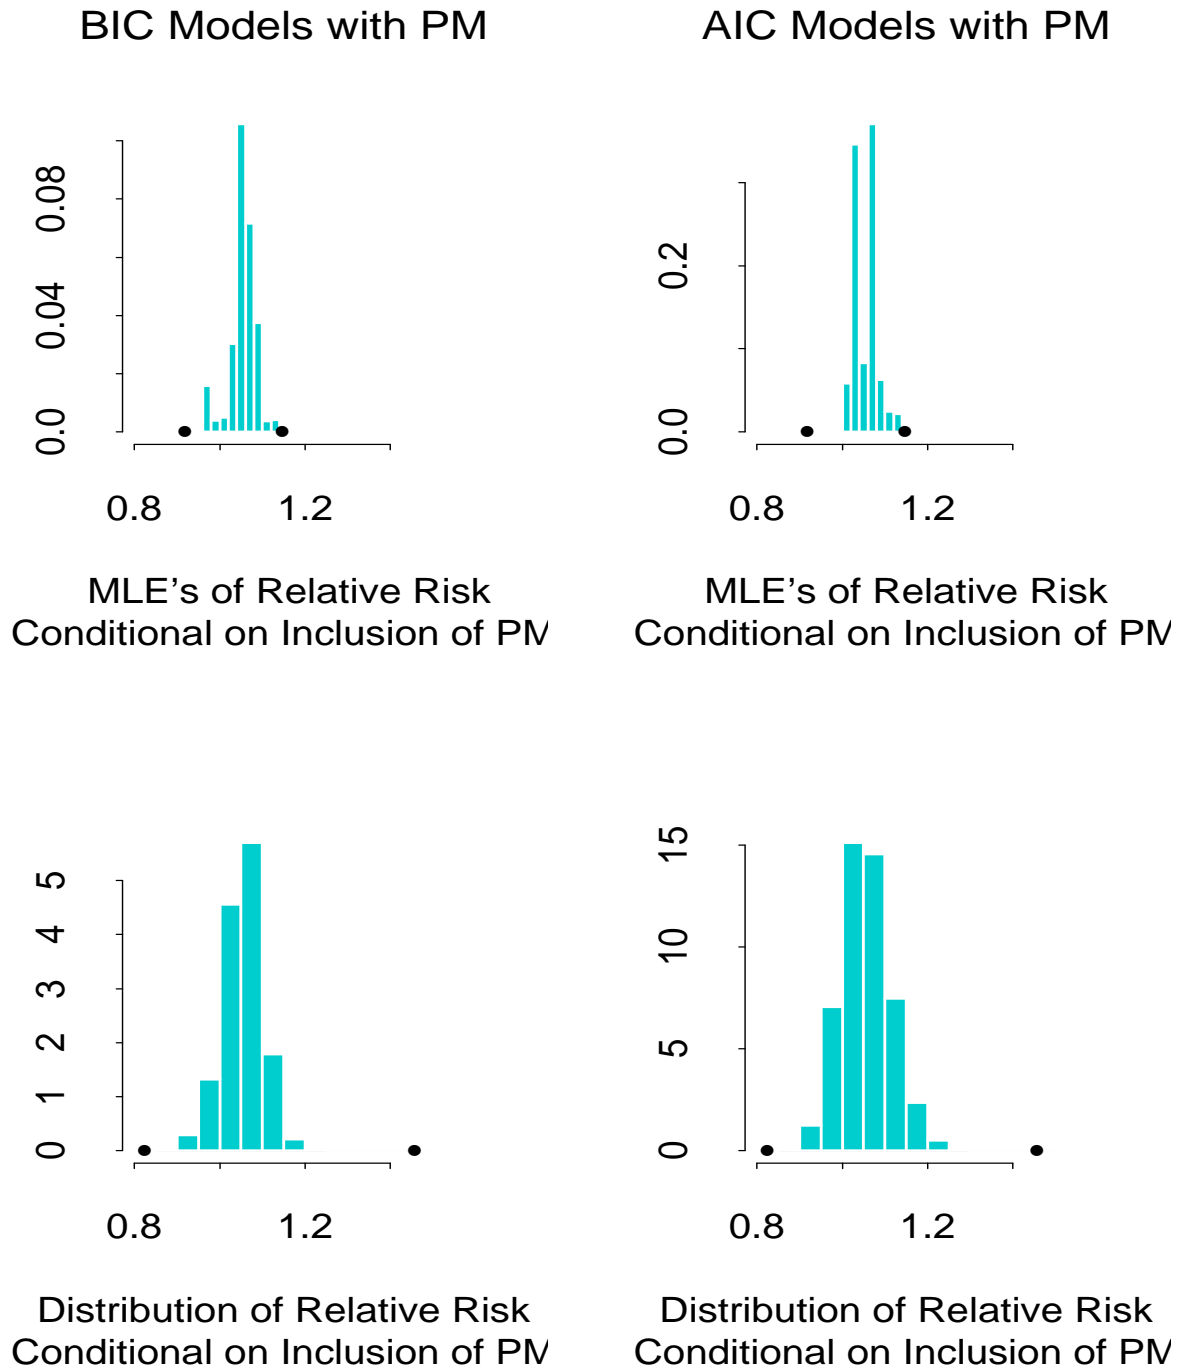 BIC Models with PM
AIC Models with PM
0.08
0.04
0.0
0.8 1.2
MLE's of Relative Risk
Conditional on Inclusion of PM
0.2
0.0
0.8 1.2
MLE's of Relative Risk
Conditional on Inclusion of PM
5
4
3
2
1
0
0.8 1.2
Distribution of Relative Risk
Conditional on Inclusion of PM
15
10
5
0
0.8 1.2
Distribution of Relative Risk
Conditional on Inclusion of PM